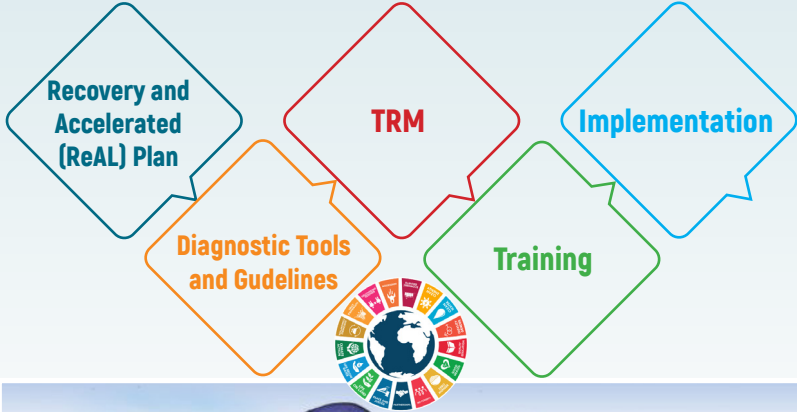 Recovery and
Accelerated
(ReAL) Plan
Diagnostic Tools
and Gudelines
TRM
Training
Implementation